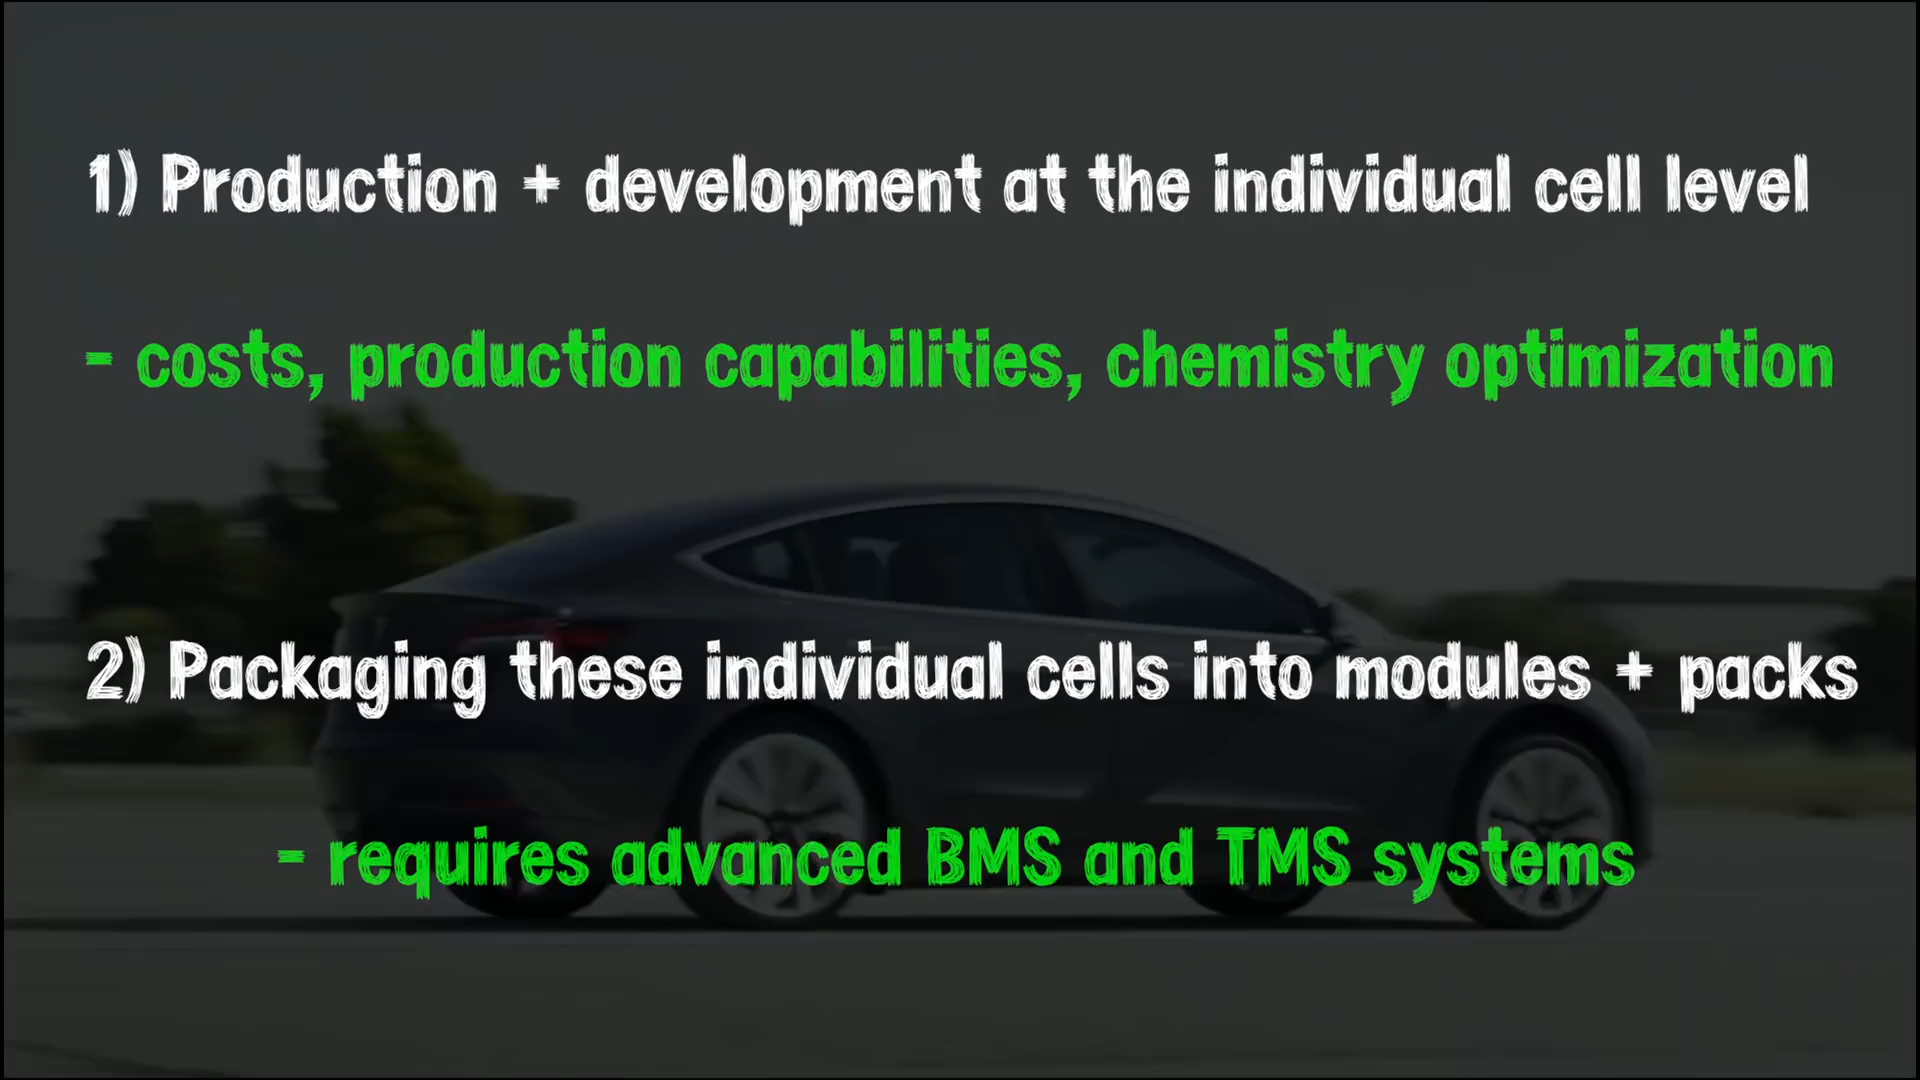 1) Production + development at the individual cell level
- costs, production capabilities, chemistry optimization
2) Packaging these individual cells into modules + packs
- requires advanced BMS and TMS systems